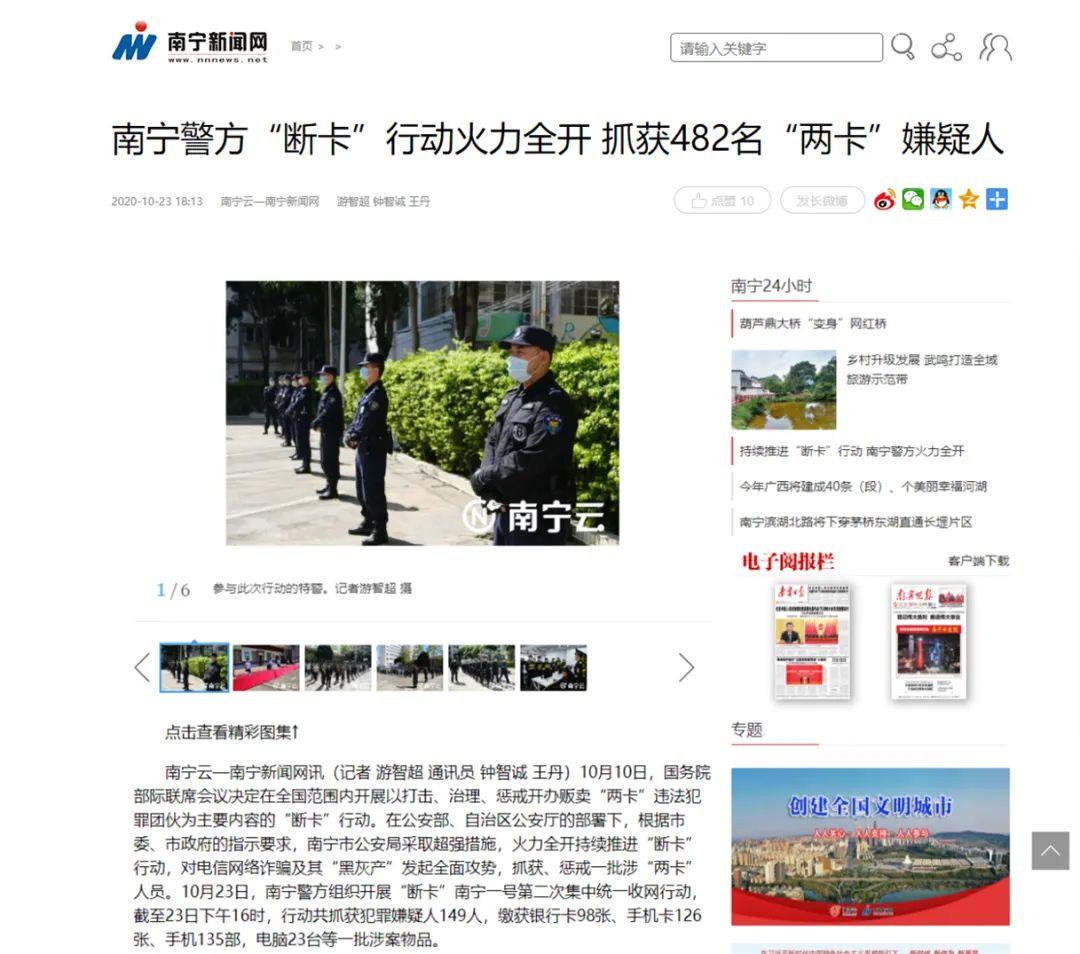 南宁新闻网
www.nnnews.net
首页 > >
请输入关键字
南宁警方“断卡”行动火力全开 抓获482名“两卡”嫌疑人
2020-10-23 18:13 南宁云—南宁新闻网 游智超 钟智诚 王丹
点赞 10
发长微博
南宁云
1/6 参与此次行动的特警。记者游智超 摄
点击查看精彩图集↑
南宁云—南宁新闻网讯（记者 游智超 通讯员 钟智诚 王丹）10月10日，国务院
部际联席会议决定在全国范围内开展以打击、治理、惩戒开办贩卖“两卡”违法犯
罪团伙为主要内容的“断卡”行动。在公安部、自治区公安厅的部署下，根据市
委、市政府的指示要求，南宁市公安局采取超强措施，火力全开持续推进“断卡”
行动，对电信网络诈骗及其“黑灰产”发起全面攻势，抓获、惩戒一批涉“两卡”
人员。10月23日，南宁警方组织开展“断卡”南宁一号第二次集中统一收网行动，
截至23日下午16时，行动共抓获犯罪嫌疑人149人，缴获银行卡98张、手机卡126
张、手机135部，电脑23台等一批涉案物品。
南宁24小时
葫芦鼎大桥“变身”网红桥
乡村升级发展 武鸣打造全域
旅游示范带
持续推进“断卡”行动 南宁警方火力全开
今年广西将建成40条（段）、个美丽幸福河湖
南宁滨湖北路将下穿茅桥东湖直通长堽片区
电子阅报栏
客户端下载
南宁日报
南宁晚报
专题
创建全国文明城市
人人关心 人人支持 人人参与